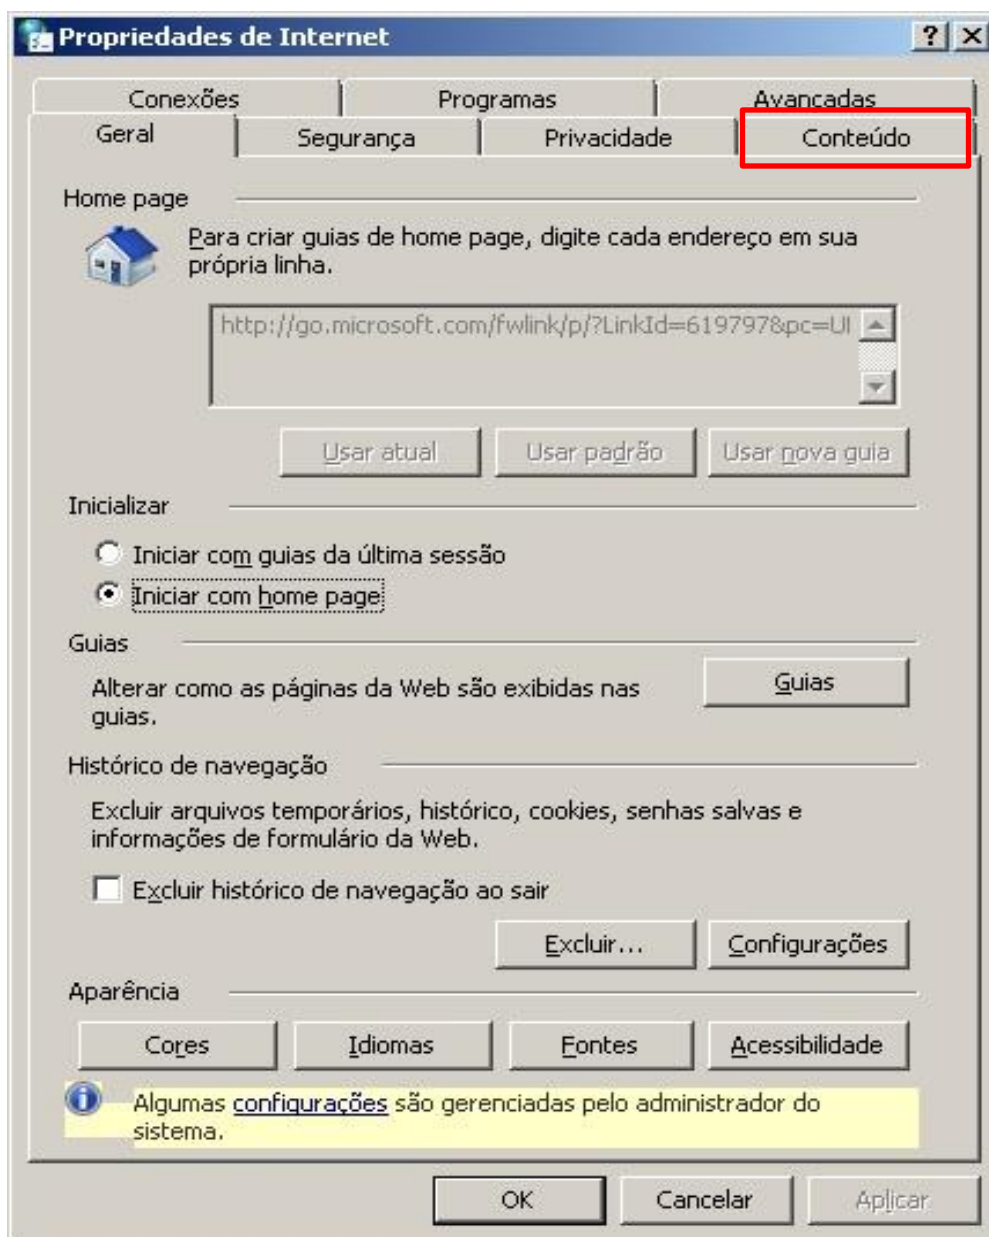 Propriedades de Internet
Conexões Programas Avançadas
Geral Segurança Privacidade Conteúdo
Home page
Para criar guias de home page, digite cada endereço em sua
própria linha.
http://go.microsoft.com/fwlink/p/?LinkId=619797&pc=UI
Usar atual Usar padrão Usar nova guia
Inicializar
Iniciar com guias da última sessão
Iniciar com home page
Guias
Alterar como as páginas da Web são exibidas nas
guias.
Guias
Histórico de navegação
Excluir arquivos temporários, histórico, cookies, senhas salvas e
informações de formulário da Web.
Excluir histórico de navegação ao sair
Excluir... Configurações
Aparência
Cores Idiomas Fontes Acessibilidade
Algumas configurações são gerenciadas pelo administrador do
sistema.
OK Cancelar Aplicar